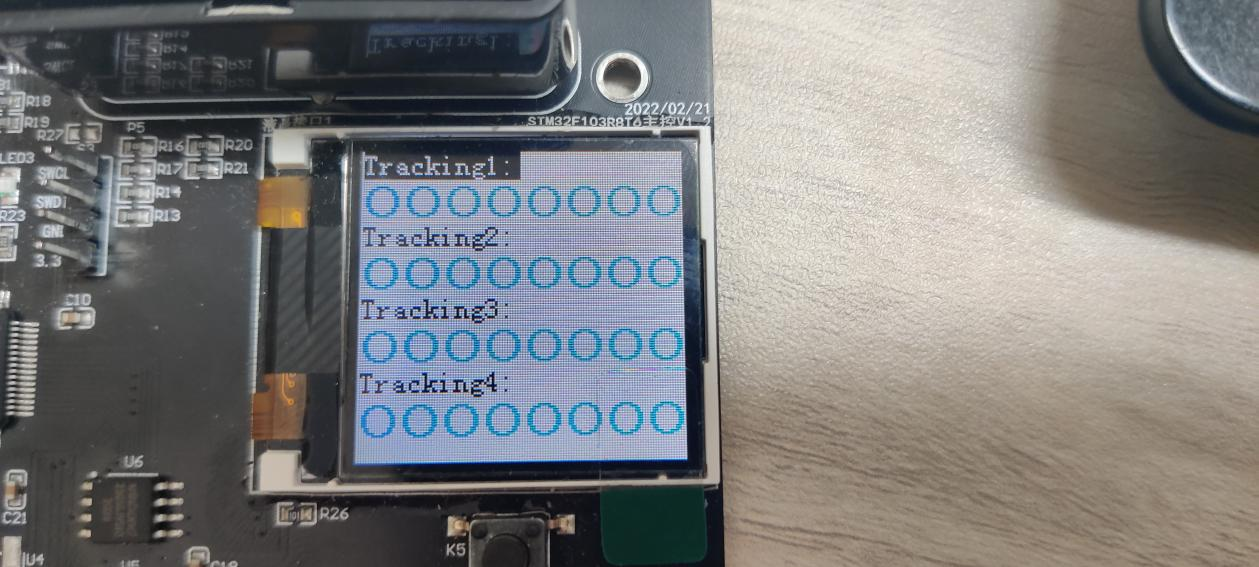 2022/02/21
STM32F103R8T6主控V1.2
R18
R19
R27
P5
R16
R20
R17
R21
R14
R13
LED3
SWCL
SWDI
GN
3.3
R23
C10
Tracking1:
Tracking2:
Tracking3:
Tracking4:
U6
C21
R26
K5
U4